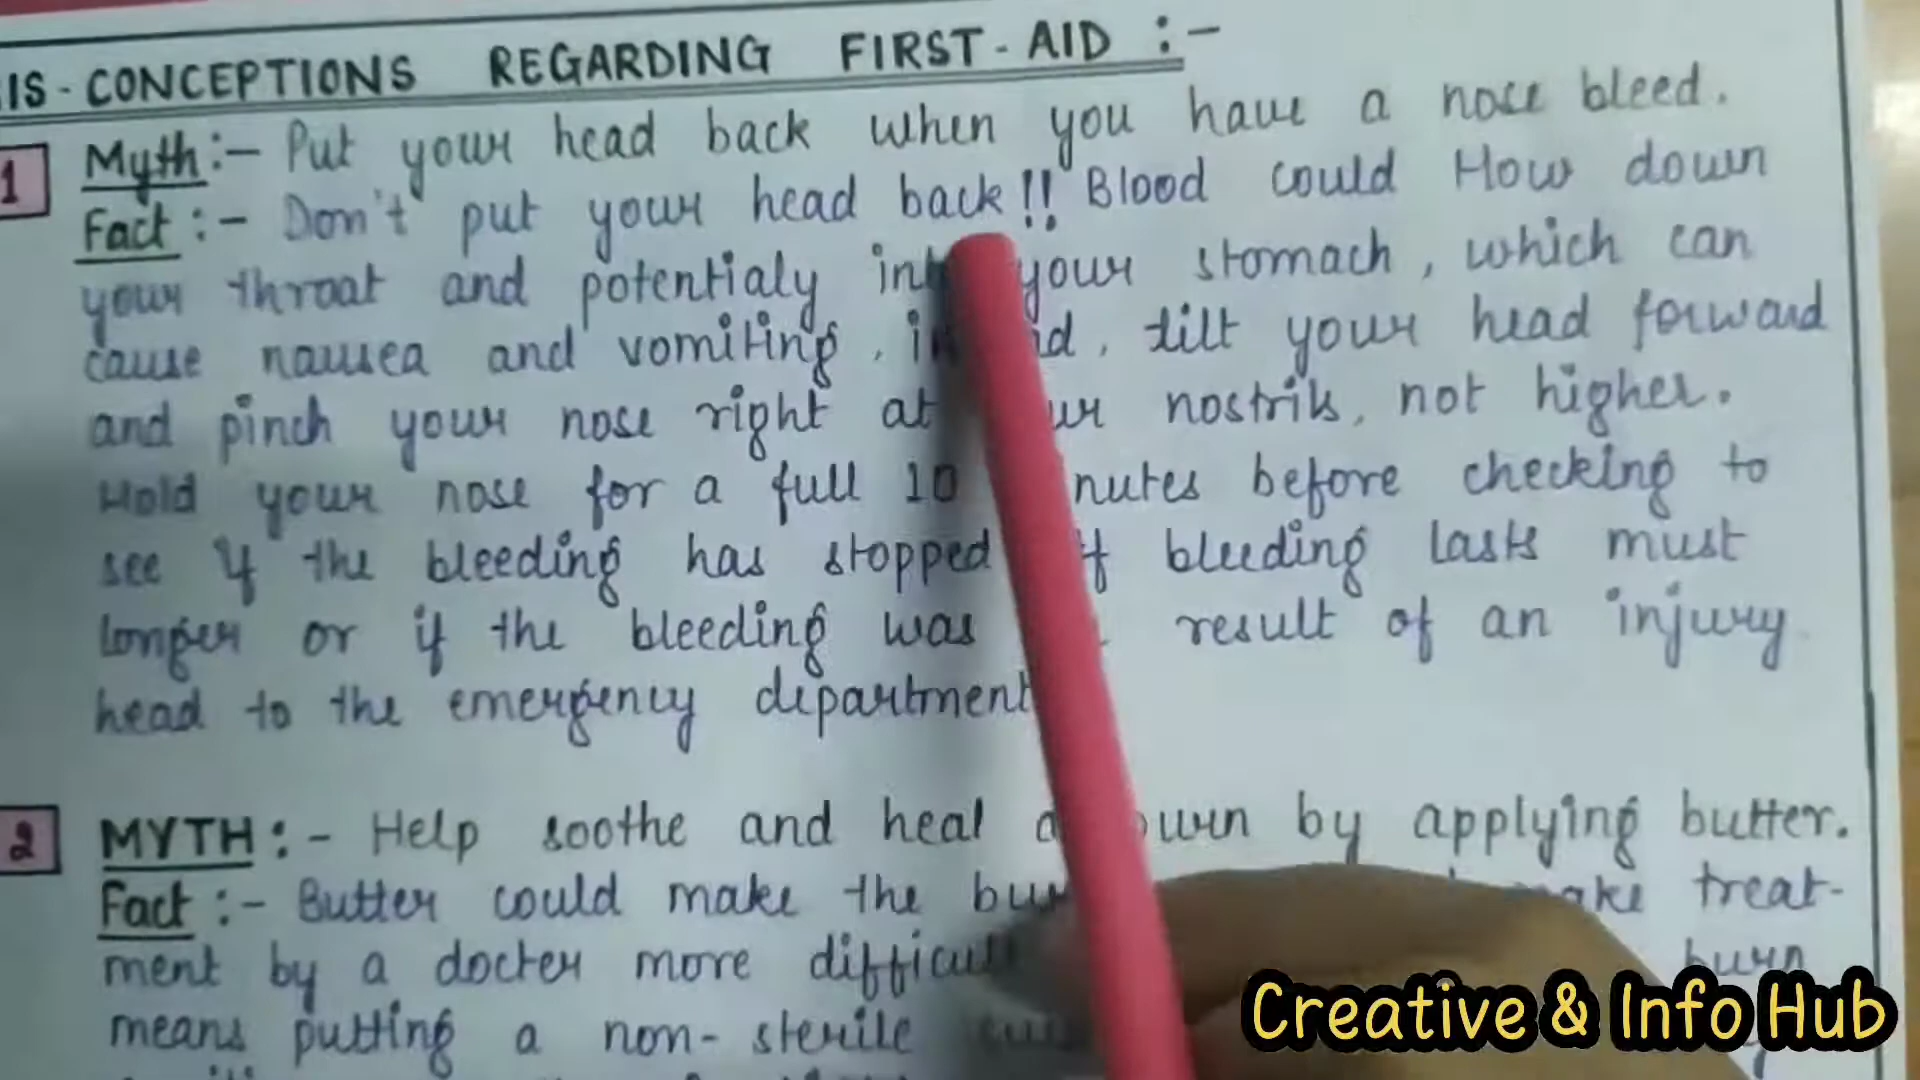 IS-CONCEPTIONS REGARDING FIRST-AID :-
1 Myth:- Put your head back when you have a nose bleed.
Fact :- Don't put your head back!! Blood could How down
your throat and potentialy your stomach, which can
cause nausea and vomiting, tilt your head forward
and pinch your nose right at nostrils, not higher.
Hold your nose for a full 10 before checking to
see if the bleeding has stopped bleeding lasts must
longer or if the bleeding was result of an injury
head to the emergency department
2 MYTH :- Help soothe and heal by applying butter.
Fact :- Butter could make the treat-
ment by a docter more burn
means putting a non-sterile
Creative & Info Hub